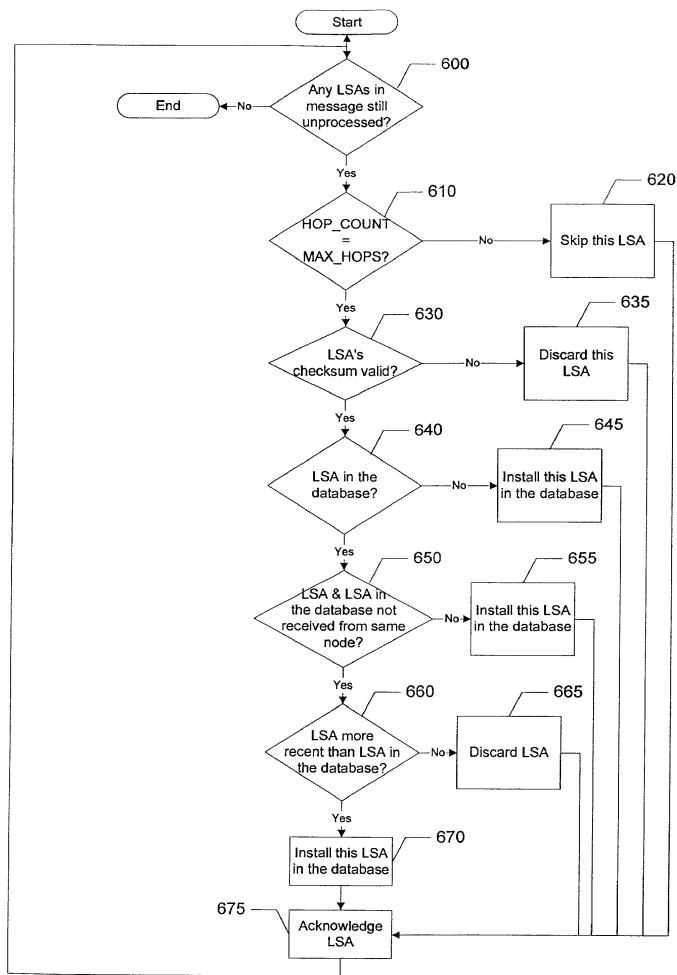 Start
600
Any LSAs in
message still
unprocessed?
No
End
Yes
610
HOP_COUNT
=
MAX_HOPS?
No
620
Skip this LSA
Yes
630
LSA's
checksum valid?
No
635
Discard this
LSA
Yes
640
LSA in the
database?
No
645
Install this LSA
in the database
Yes
650
LSA & LSA in
the database not
received from same
node?
No
655
Install this LSA
in the database
Yes
660
LSA more
recent than LSA in
the database?
No
665
Discard LSA
Yes
670
Install this LSA
in the database
675
Acknowledge
LSA